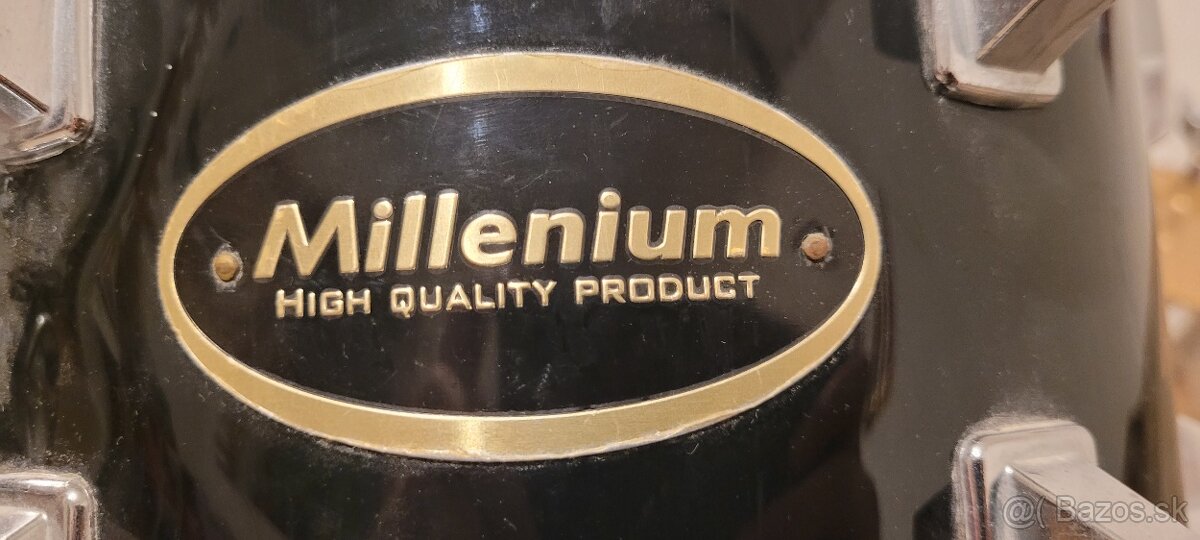 Millenium
HIGH QUALITY PRODUCT
@( Bazos.sk